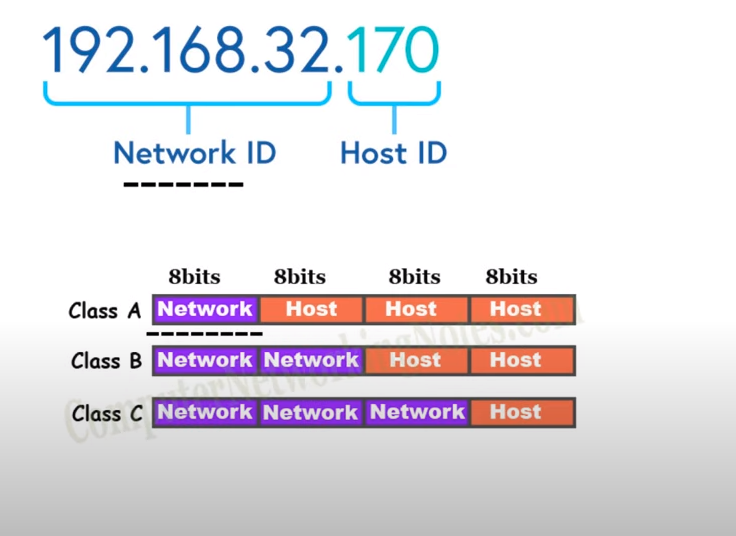 192.168.32.170
Network ID Host ID
8bits 8bits 8bits 8bits
Class A Network Host Host Host
Class B Network Network Host Host
Class C Network Network Network Host
ComputerNetworkingNotes.com